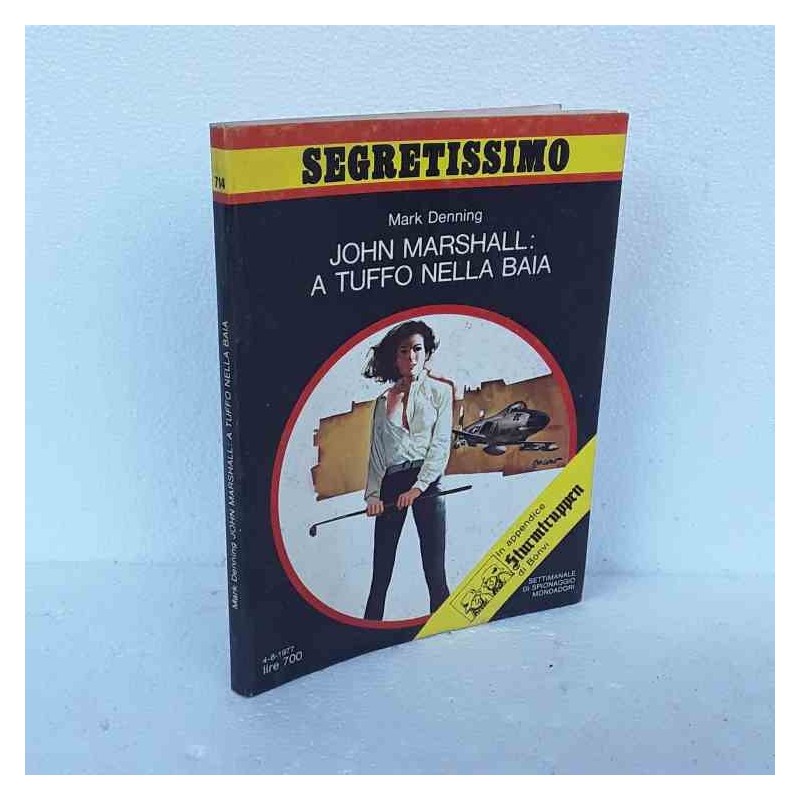 714
SEGRETISSIMO
Mark Denning
JOHN MARSHALL:
A TUFFO NELLA BAIA
In appendice
Sturmtruppen
di Bonvi
SETTIMANALE
DI SPIONAGGIO
MONDADORI
4-8-1977
lire 700
Mark Denning JOHN MARSHALL: A TUFFO NELLA BAIA